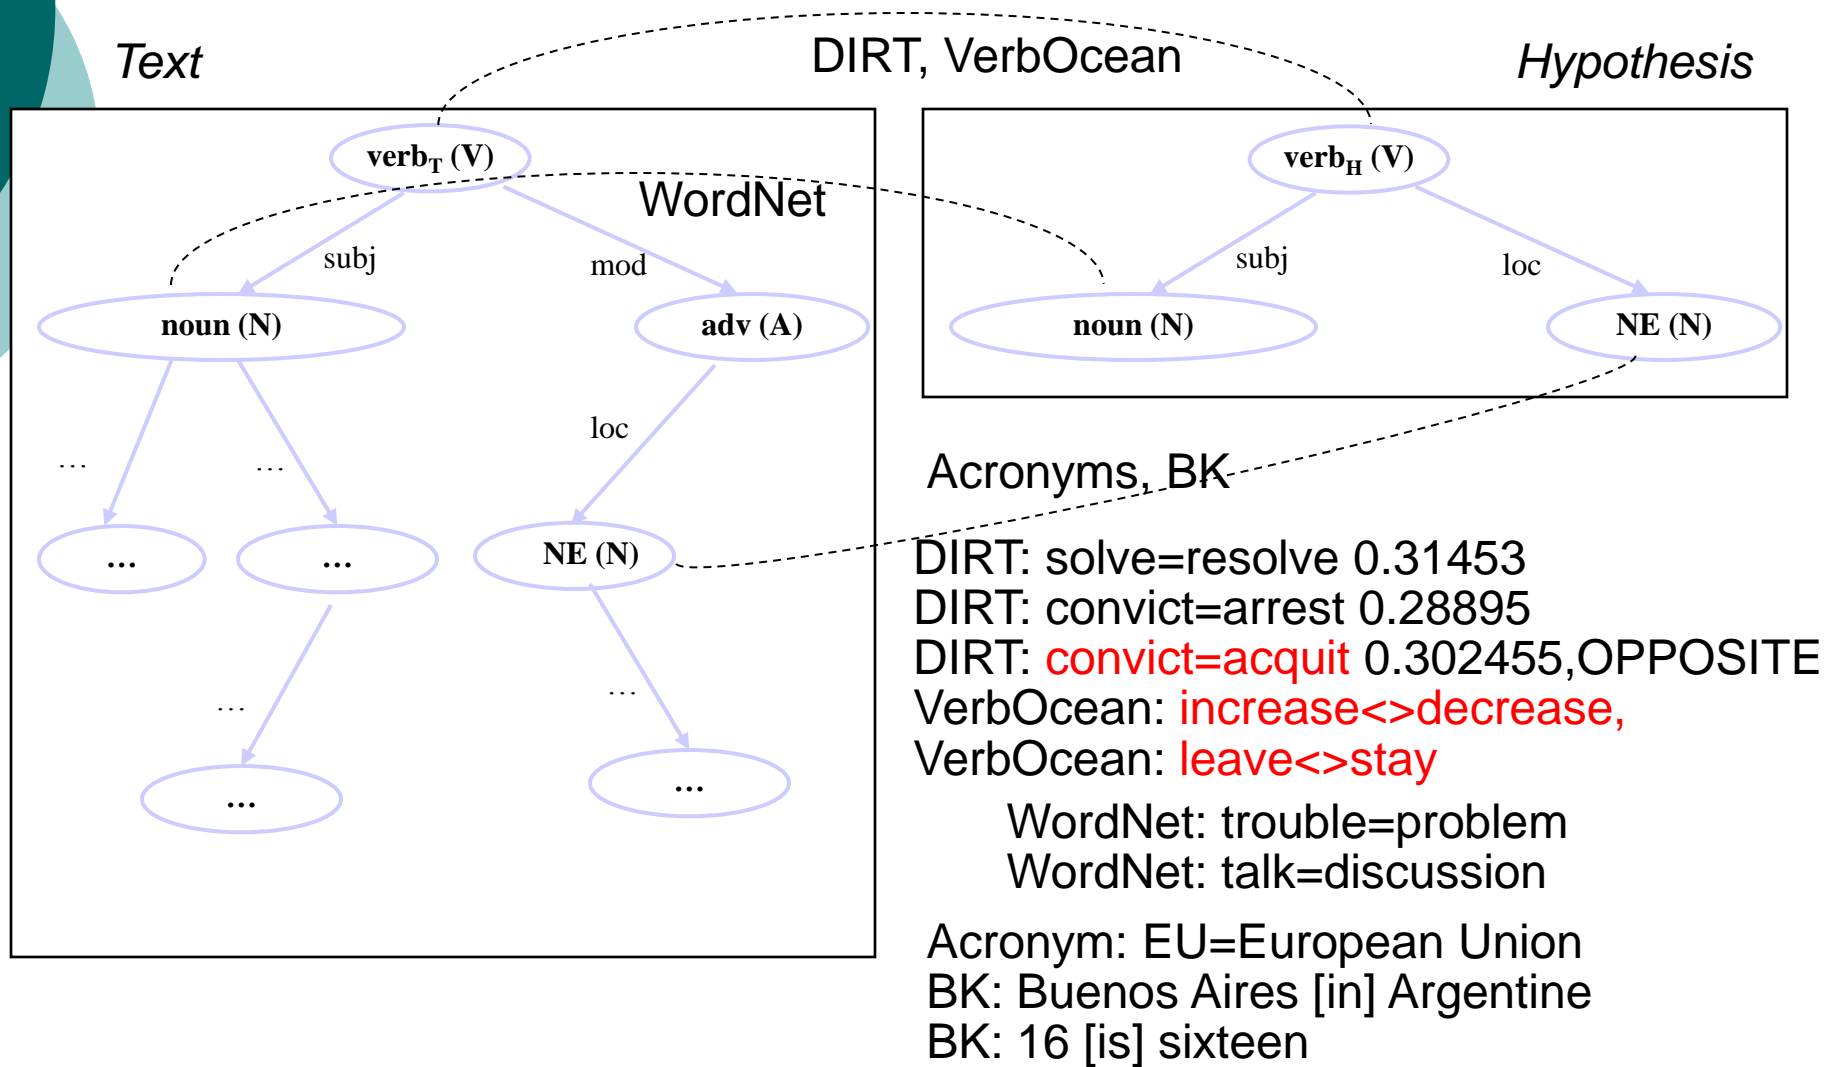 Text
DIRT, VerbOcean
Hypothesis
verbT (V)
verbH (V)
WordNet
subj
mod
subj
loc
noun (N)
adv (A)
noun (N)
NE (N)
loc
...
...
Acronyms, BK
...
...
NE (N)
DIRT: solve=resolve 0.31453
DIRT: convict=arrest 0.28895
DIRT: convict=acquit 0.302455,OPPOSITE
...
...
VerbOcean: increase<>decrease,
VerbOcean: leave<>stay
...
...
WordNet: trouble=problem
WordNet: talk=discussion
Acronym: EU=European Union
BK: Buenos Aires [in] Argentine
BK: 16 [is] sixteen